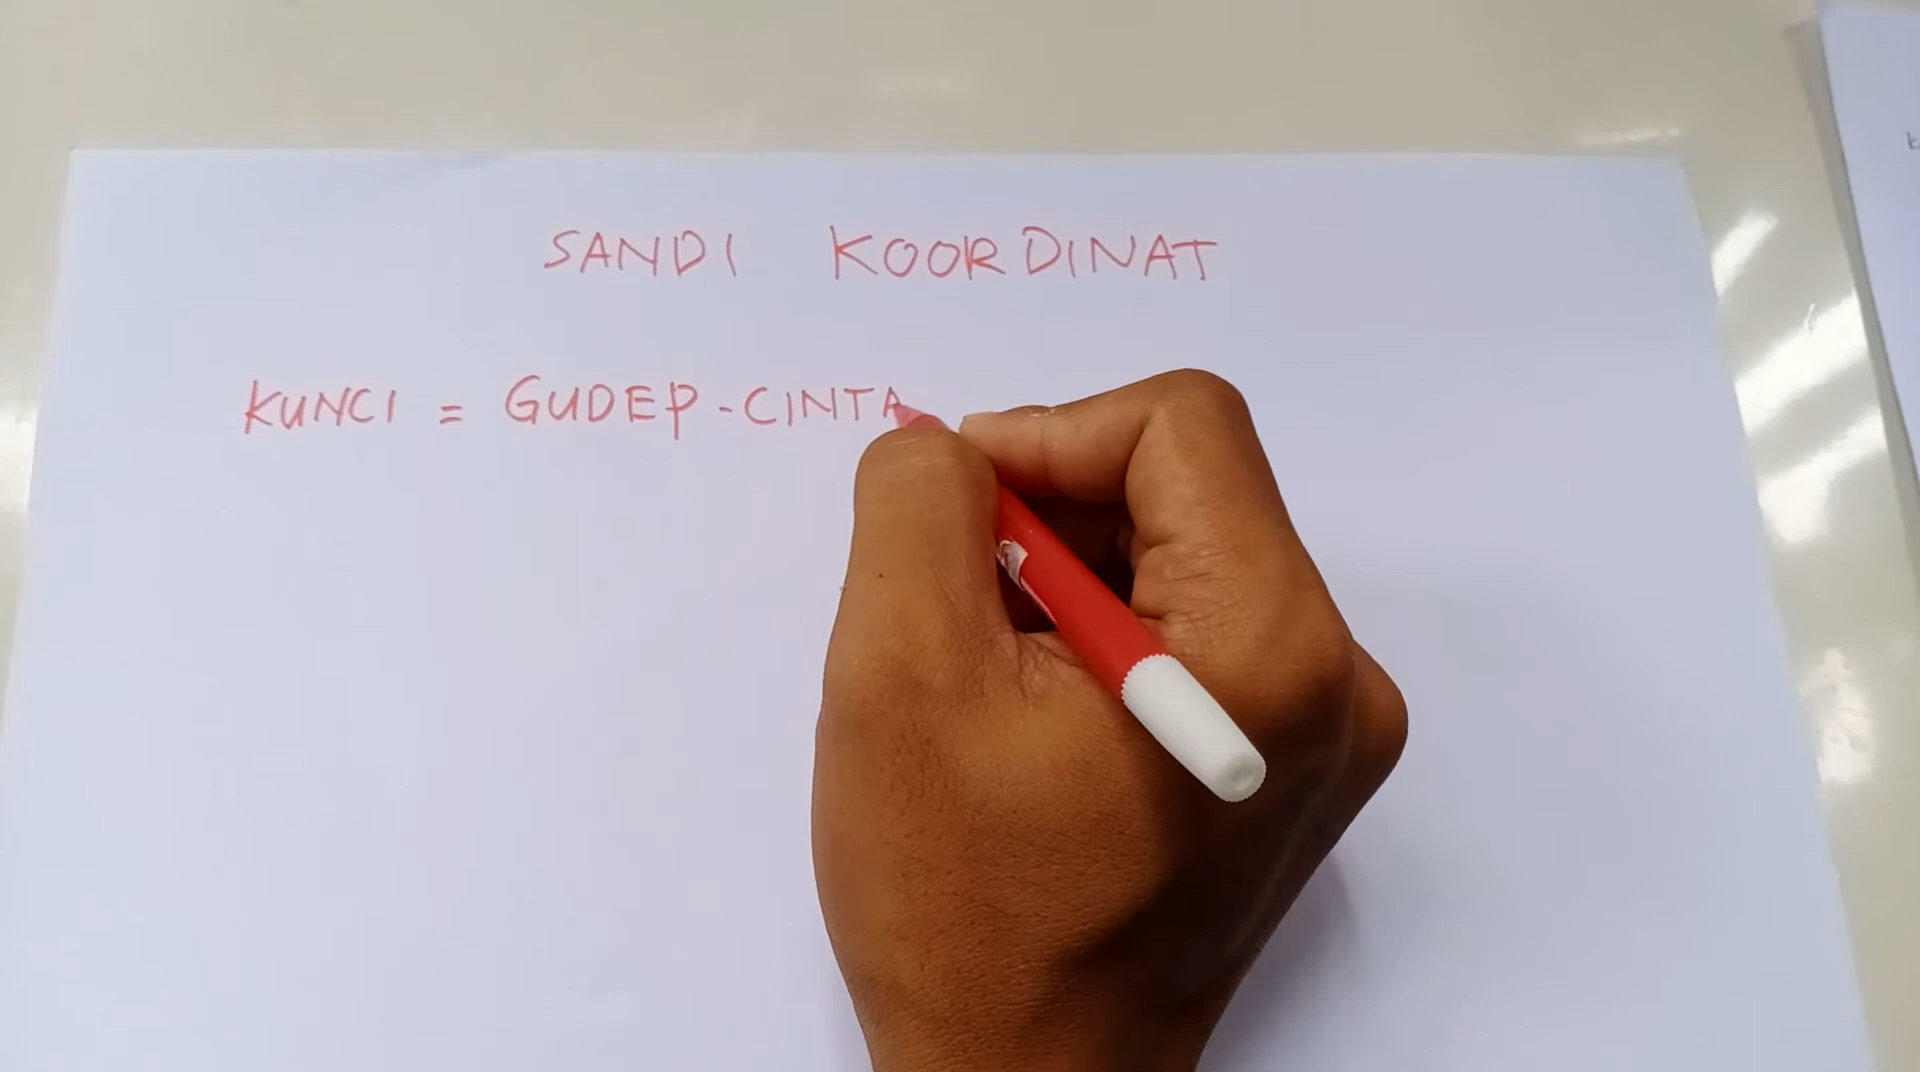 SANDI KOORDINAT
KUNCI = GUDEP-CINTA